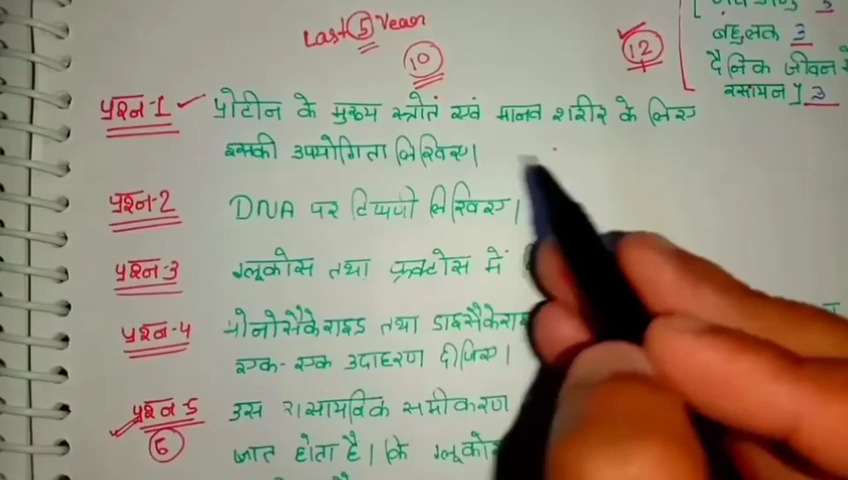 Last 5 Year
10
12
बहुलक 3
दैनिक जीवन में
रसायन } 3
प्रश्न-1 प्रोटीन के मुख्य स्त्रोत एवं मानव शरीर के लिए
इसकी उपयोगिता लिखिए।
प्रश्न-2 DNA पर टिप्पणी लिखिए।
प्रश्न-3 ग्लूकोस तथा फ्रक्टोस में
प्रश्न-4 मोनोसैकेराइड तथा डाइसैकेराइड
एक-एक उदाहरण दीजिए।
प्रश्न-5 उस रासायनिक समीकरण
6 ज्ञात होता है। कि ग्लूकोस